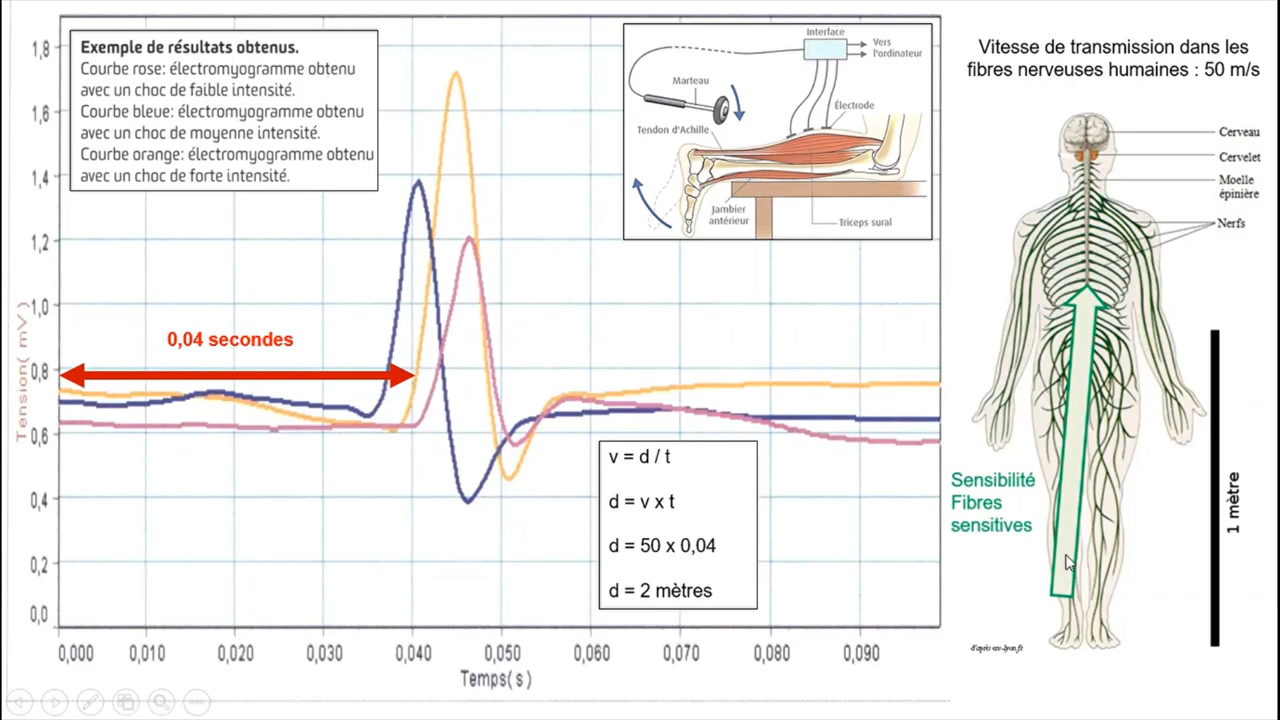 Exemple de résultats obtenus.
Courbe rose: électromyogramme obtenu
avec un choc de faible intensité.
Courbe bleue: électromyogramme obtenu
avec un choc de moyenne intensité.
Courbe orange: électromyogramme obtenu
avec un choc de forte intensité.
Interface
Vers
l'ordinateur
Marteau
Électrode
Tendon d'Achille
Jambier
antérieur
Triceps sural
Vitesse de transmission dans les
fibres nerveuses humaines : 50 m/s
Cerveau
Cervelet
Moelle
épinière
Nerfs
Sensibilité
Fibres
sensitives
1 mètre
d'après ens-lyon.fr
0,04 secondes
v = d / t
d = v x t
d = 50 x 0,04
d = 2 mètres
Tension( mV )
1,8
1,6
1,4
1,2
1,0
0,8
0,6
0,4
0,2
0,0
0,000 0,010 0,020 0,030 0,040 0,050 0,060 0,070 0,080 0,090
Temps( s )